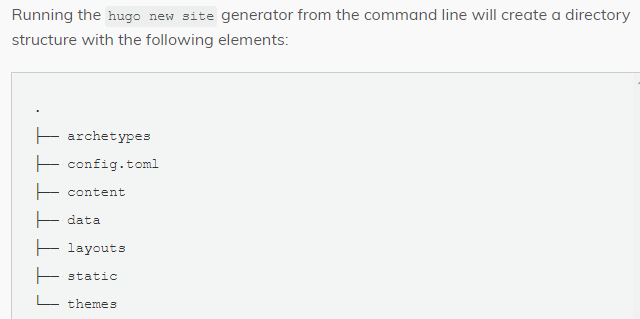 Running the hugo new site generator from the command line will create a directory
structure with the following elements:
.
├── archetypes
├── config.toml
├── content
├── data
├── layouts
├── static
└── themes